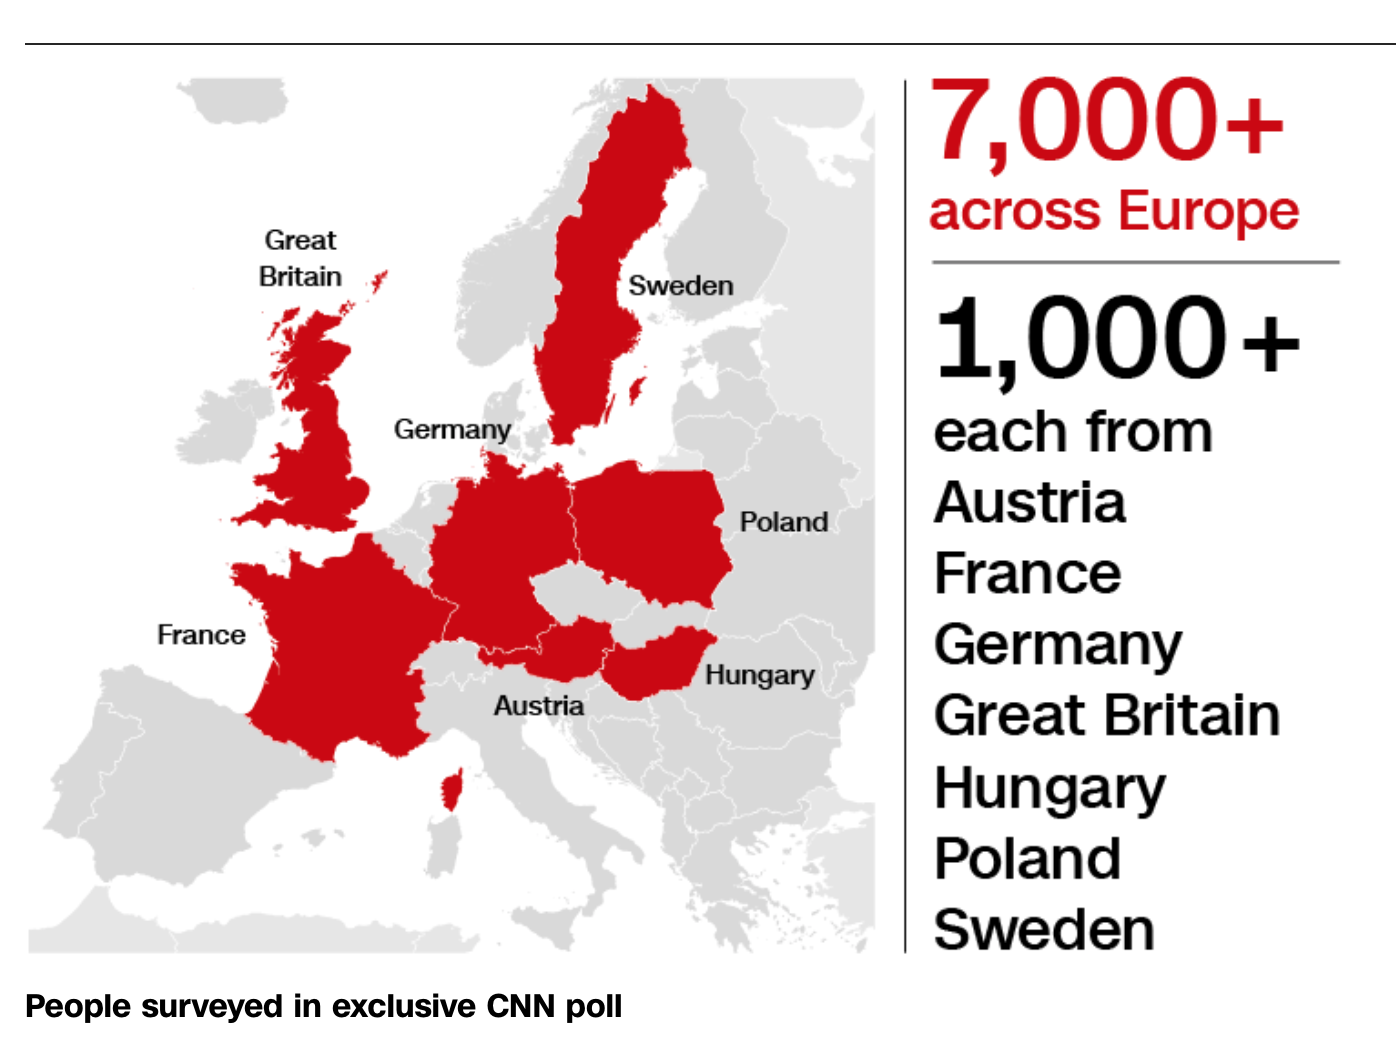 Great
Britain
Sweden
Germany
Poland
France
Hungary
Austria
7,000+
across Europe
1,000+
each from
Austria
France
Germany
Great Britain
Hungary
Poland
Sweden
People surveyed in exclusive CNN poll